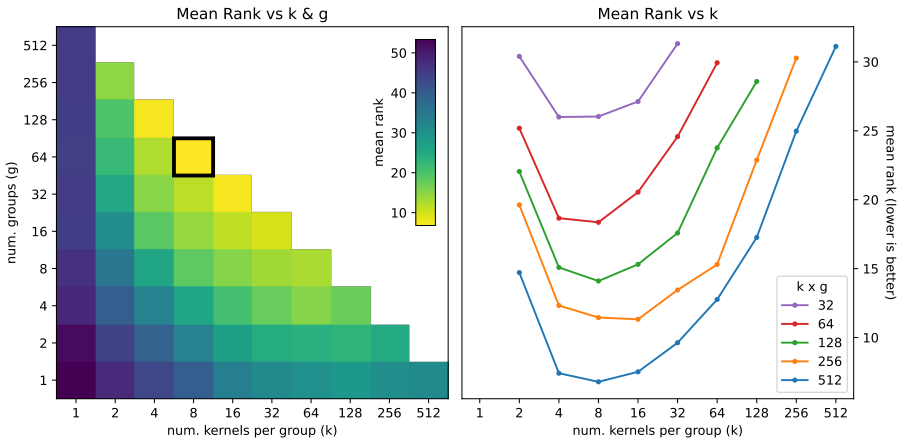 Mean Rank vs k & g
512
256
128
64
32
16
8
4
2
1
num. groups (g)
1 2 4 8 16 32 64 128 256 512
num. kernels per group (k)
50
40
30
20
10
mean rank
Mean Rank vs k
30
25
20
15
10
mean rank (lower is better)
1 2 4 8 16 32 64 128 256 512
num. kernels per group (k)
k x g
32
64
128
256
512